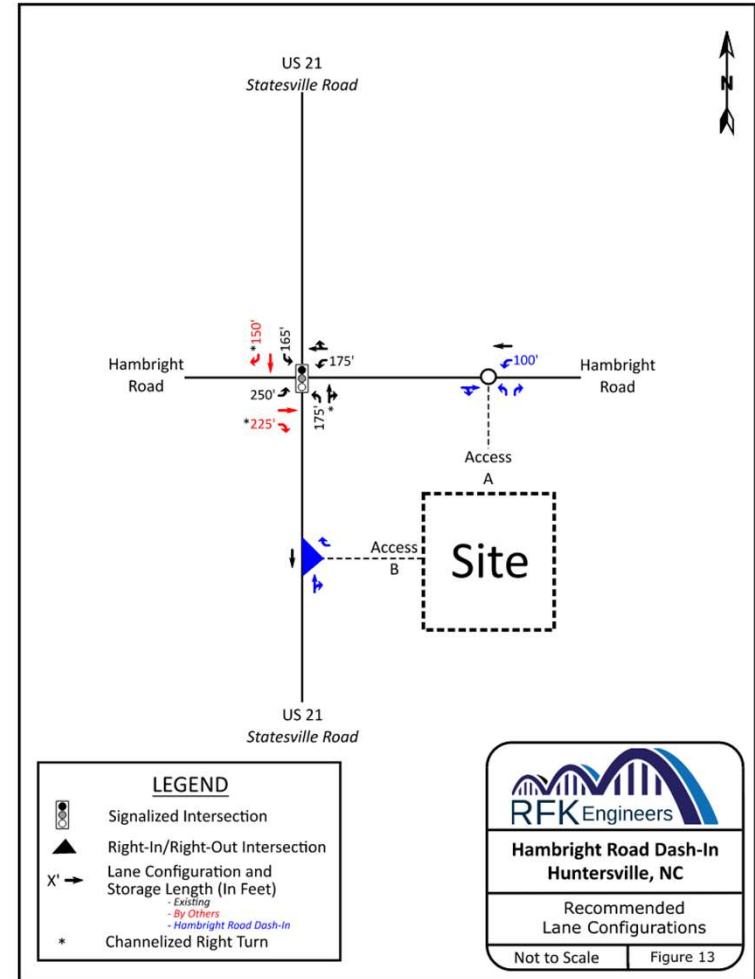 US 21
Statesville Road
N
*150'
165'
175'
100'
Hambright
Road
Hambright
Road
250'
*225'
175'
*
Access
A
Access
B
Site
US 21
Statesville Road
LEGEND
Signalized Intersection
Right-In/Right-Out Intersection
X'
Lane Configuration and
Storage Length (In Feet)
- Existing
- By Others
- Hambright Road Dash-In
* Channelized Right Turn
RFK Engineers
Hambright Road Dash-In
Huntersville, NC
Recommended
Lane Configurations
Not to Scale
Figure 13